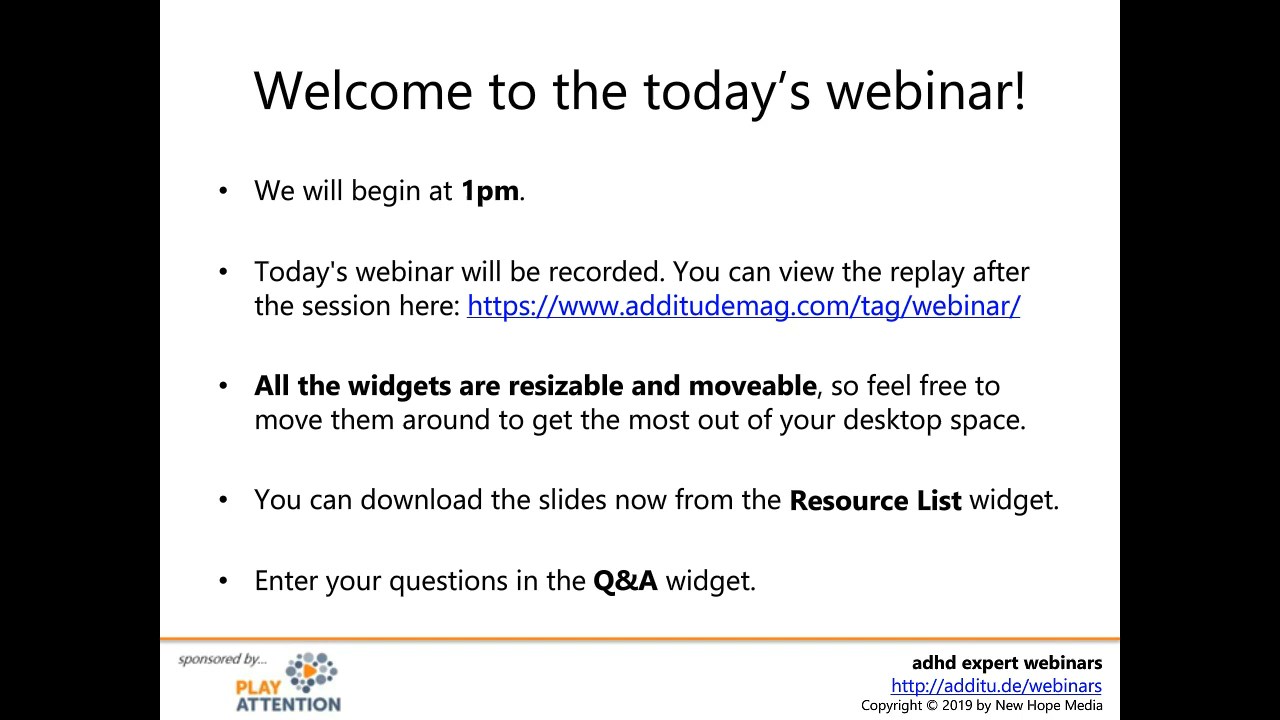 Welcome to the today’s webinar!
• We will begin at 1pm.
• Today's webinar will be recorded. You can view the replay after
the session here: https://www.additudemag.com/tag/webinar/
• All the widgets are resizable and moveable, so feel free to
move them around to get the most out of your desktop space.
• You can download the slides now from the Resource List widget.
• Enter your questions in the Q&A widget.
sponsored by...
PLAY
ATTENTION
adhd expert webinars
http://additu.de/webinars
Copyright © 2019 by New Hope Media